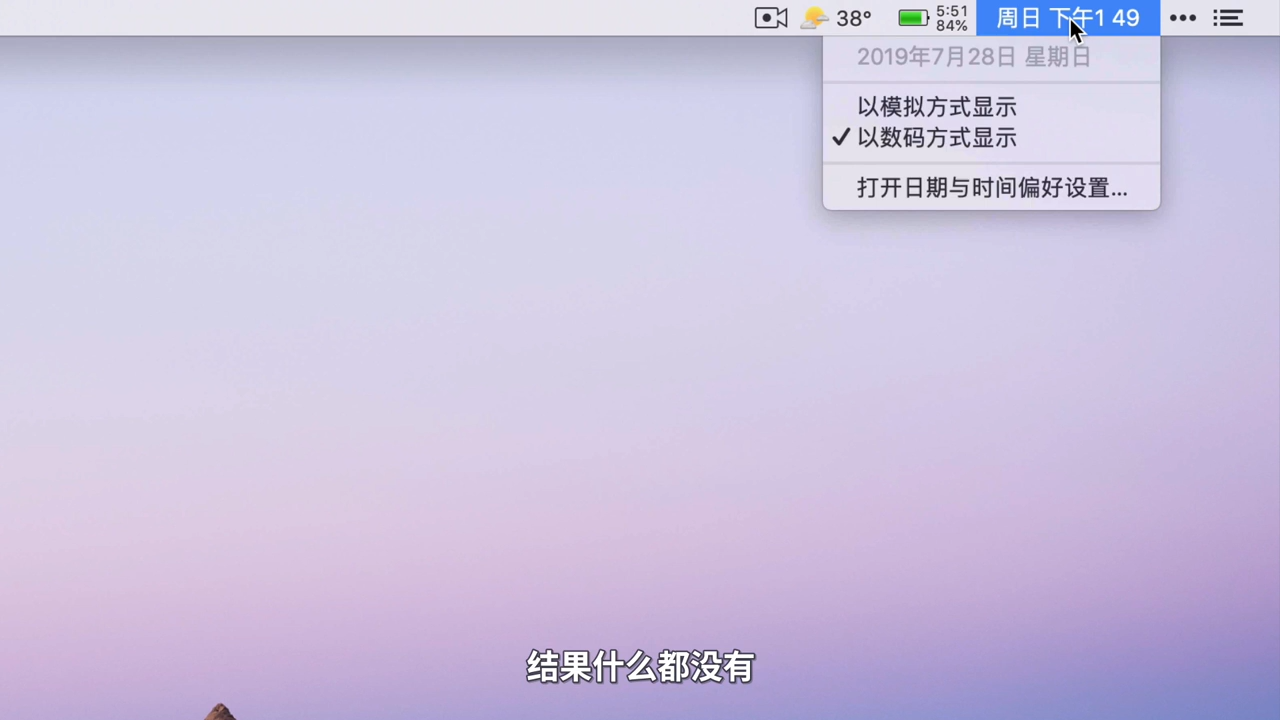 38°
5:51
84%
周日 下午1 49
2019年7月28日 星期日
以模拟方式显示
✓以数码方式显示
打开日期与时间偏好设置...
结果什么都没有